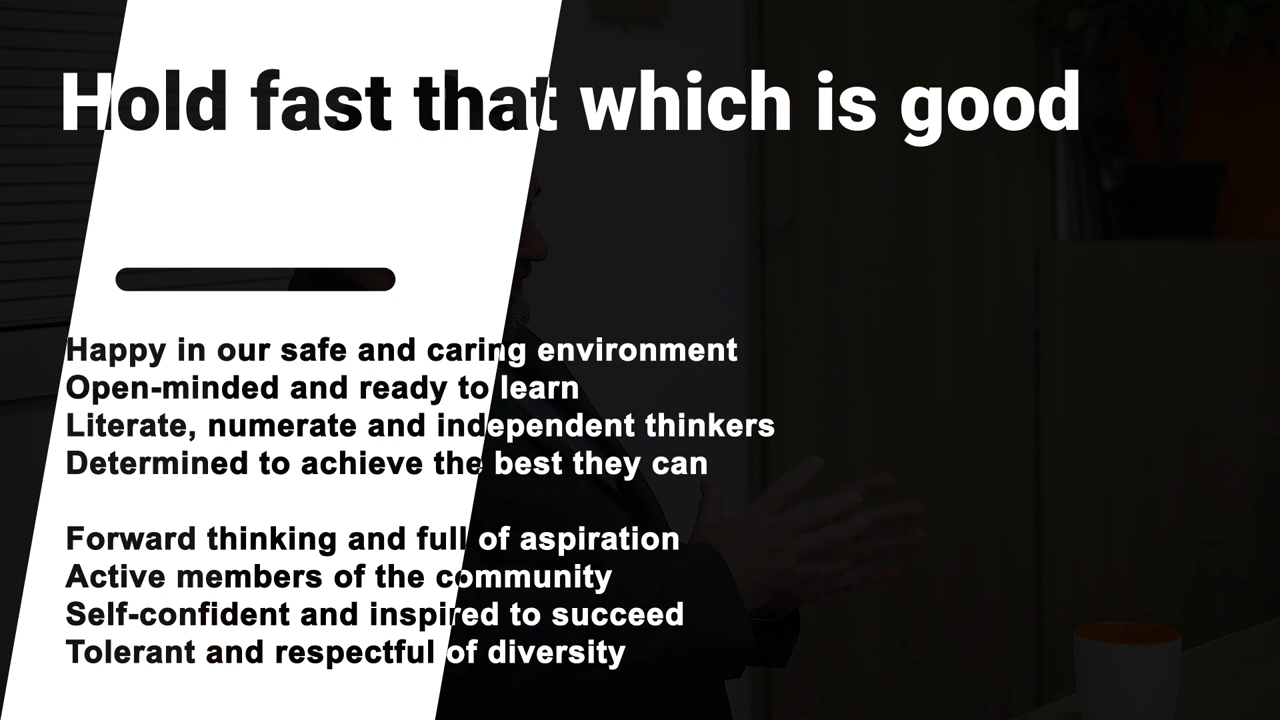 Hold fast that which is good
Happy in our safe and caring environment
Open-minded and ready to learn
Literate, numerate and independent thinkers
Determined to achieve the best they can
Forward thinking and full of aspiration
Active members of the community
Self-confident and inspired to succeed
Tolerant and respectful of diversity